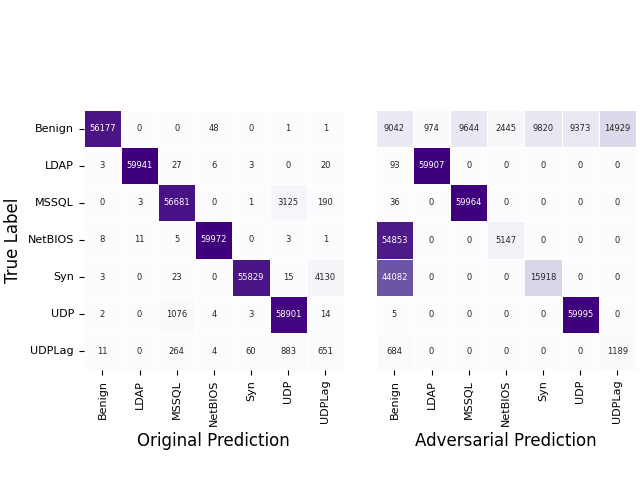 True Label
Benign 56177 0 0 48 0 1 1 9042 974 9644 2445 9820 9373 14929
LDAP 3 59941 27 6 3 0 20 93 59907 0 0 0 0 0
MSSQL 0 3 56681 0 1 3125 190 36 0 59964 0 0 0 0
NetBIOS 8 11 5 59972 0 3 1 54853 0 0 5147 0 0 0
Syn 3 0 23 0 55829 15 4130 44082 0 0 0 15918 0 0
UDP 2 0 1076 4 3 58901 14 5 0 0 0 0 59995 0
UDPLag 11 0 264 4 60 883 651 684 0 0 0 0 0 1189
Benign LDAP MSSQL NetBIOS Syn UDP UDPLag Benign LDAP MSSQL NetBIOS Syn UDP UDPLag
Original Prediction Adversarial Prediction